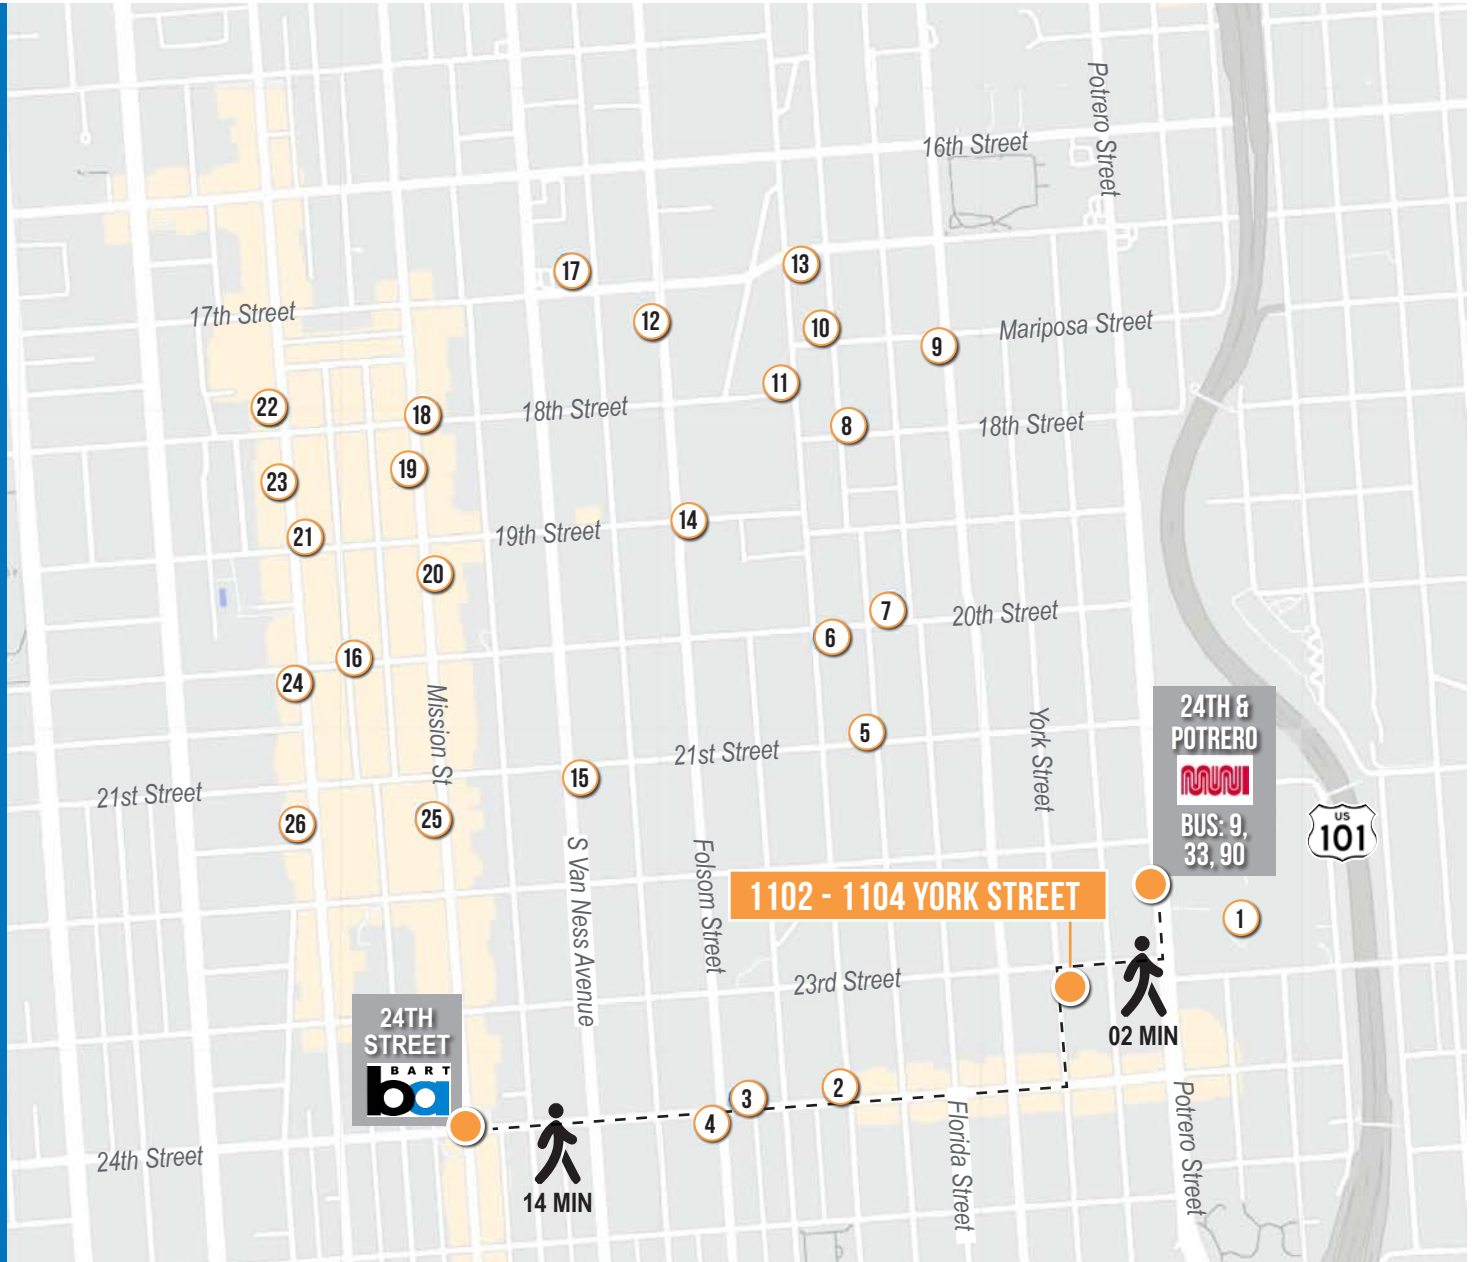 Potrero Street
16th Street
17
13
17th Street
12
10
Mariposa Street
9
11
22
18
18th Street
8
18th Street
19
23
14
21
19th Street
20
7
20th Street
6
16
24
Mission St
24TH &
POTRERO
MUNI
BUS: 9,
33, 90
York Street
5
21st Street
15
21st Street
26
25
US
101
S Van Ness Avenue
Folsom Street
1102 - 1104 YORK STREET
1
23rd Street
02 MIN
24TH
STREET
BART
ba
2
3
4
Florida Street
Potrero Street
24th Street
14 MIN